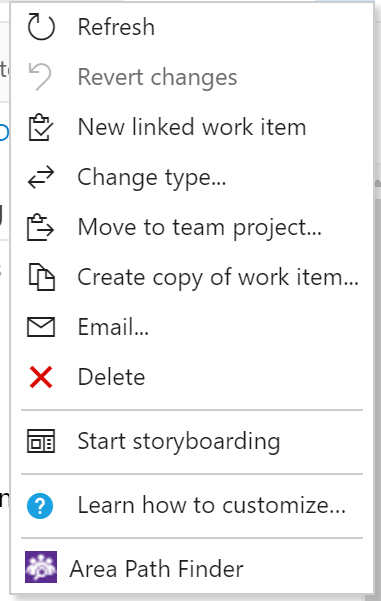 Refresh
Revert changes
New linked work item
Change type...
Move to team project...
Create copy of work item...
Email...
Delete
Start storyboarding
Learn how to customize...
Area Path Finder